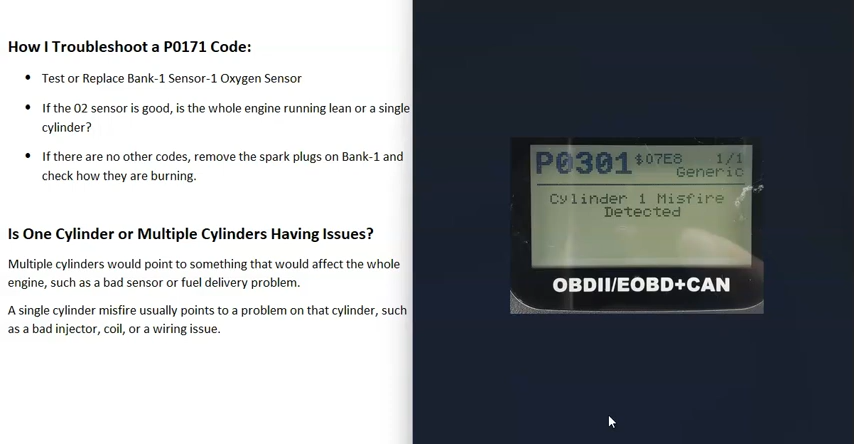 How I Troubleshoot a P0171 Code:
• Test or Replace Bank-1 Sensor-1 Oxygen Sensor
• If the 02 sensor is good, is the whole engine running lean or a single
cylinder?
• If there are no other codes, remove the spark plugs on Bank-1 and
check how they are burning.
Is One Cylinder or Multiple Cylinders Having Issues?
Multiple cylinders would point to something that would affect the whole
engine, such as a bad sensor or fuel delivery problem.
A single cylinder misfire usually points to a problem on that cylinder, such
as a bad injector, coil, or a wiring issue.
P0301 $07E8 1/1
Generic
Cylinder 1 Misfire
Detected
OBDII/EOBD+CAN